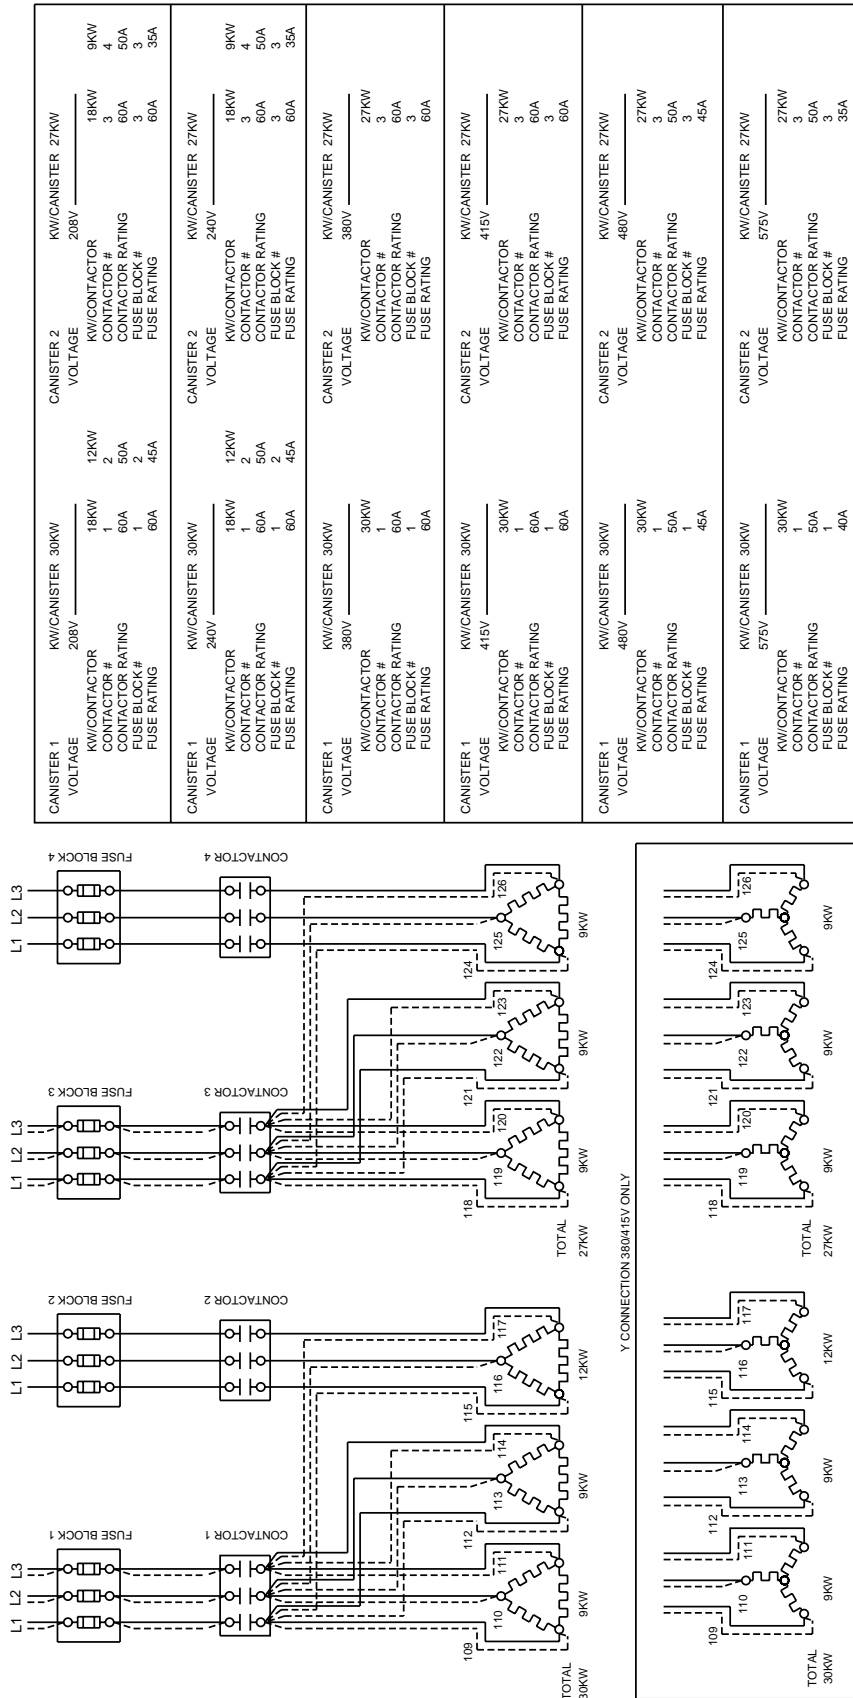 L1 L2 L3
FUSE BLOCK 1
CONTACTOR 1
109
110
111
9KW
112
113
114
9KW
L1 L2 L3
FUSE BLOCK 2
CONTACTOR 2
115
116
117
12KW
TOTAL
30KW
L1 L2 L3
FUSE BLOCK 3
CONTACTOR 3
118
119
120
9KW
121
122
123
9KW
L1 L2 L3
FUSE BLOCK 4
CONTACTOR 4
124
125
126
9KW
TOTAL
27KW
Y CONNECTION 380/415V ONLY
109
110
111
9KW
112
113
114
9KW
115
116
117
12KW
TOTAL
30KW
118
119
120
9KW
121
122
123
9KW
124
125
126
9KW
TOTAL
27KW
CANISTER 1 KW/CANISTER 30KW
VOLTAGE 208V
KW/CONTACTOR 18KW 12KW
CONTACTOR # 1 2
CONTACTOR RATING 60A 50A
FUSE BLOCK # 1 2
FUSE RATING 60A 45A
CANISTER 2 KW/CANISTER 27KW
VOLTAGE 208V
KW/CONTACTOR 18KW 9KW
CONTACTOR # 3 4
CONTACTOR RATING 60A 50A
FUSE BLOCK # 3 3
FUSE RATING 60A 35A
CANISTER 1 KW/CANISTER 30KW
VOLTAGE 240V
KW/CONTACTOR 18KW 12KW
CONTACTOR # 1 2
CONTACTOR RATING 60A 50A
FUSE BLOCK # 1 2
FUSE RATING 60A 45A
CANISTER 2 KW/CANISTER 27KW
VOLTAGE 240V
KW/CONTACTOR 18KW 9KW
CONTACTOR # 3 4
CONTACTOR RATING 60A 50A
FUSE BLOCK # 3 3
FUSE RATING 60A 35A
CANISTER 1 KW/CANISTER 30KW
VOLTAGE 380V
KW/CONTACTOR 30KW
CONTACTOR # 1
CONTACTOR RATING 60A
FUSE BLOCK # 1
FUSE RATING 60A
CANISTER 2 KW/CANISTER 27KW
VOLTAGE 380V
KW/CONTACTOR 27KW
CONTACTOR # 3
CONTACTOR RATING 60A
FUSE BLOCK # 3
FUSE RATING 60A
CANISTER 1 KW/CANISTER 30KW
VOLTAGE 415V
KW/CONTACTOR 30KW
CONTACTOR # 1
CONTACTOR RATING 60A
FUSE BLOCK # 1
FUSE RATING 60A
CANISTER 2 KW/CANISTER 27KW
VOLTAGE 415V
KW/CONTACTOR 27KW
CONTACTOR # 3
CONTACTOR RATING 60A
FUSE BLOCK # 3
FUSE RATING 60A
CANISTER 1 KW/CANISTER 30KW
VOLTAGE 480V
KW/CONTACTOR 30KW
CONTACTOR # 1
CONTACTOR RATING 50A
FUSE BLOCK # 1
FUSE RATING 45A
CANISTER 2 KW/CANISTER 27KW
VOLTAGE 480V
KW/CONTACTOR 27KW
CONTACTOR # 3
CONTACTOR RATING 50A
FUSE BLOCK # 3
FUSE RATING 45A
CANISTER 1 KW/CANISTER 30KW
VOLTAGE 575V
KW/CONTACTOR 30KW
CONTACTOR # 1
CONTACTOR RATING 50A
FUSE BLOCK # 1
FUSE RATING 40A
CANISTER 2 KW/CANISTER 27KW
VOLTAGE 575V
KW/CONTACTOR 27KW
CONTACTOR # 3
CONTACTOR RATING 50A
FUSE BLOCK # 3
FUSE RATING 35A